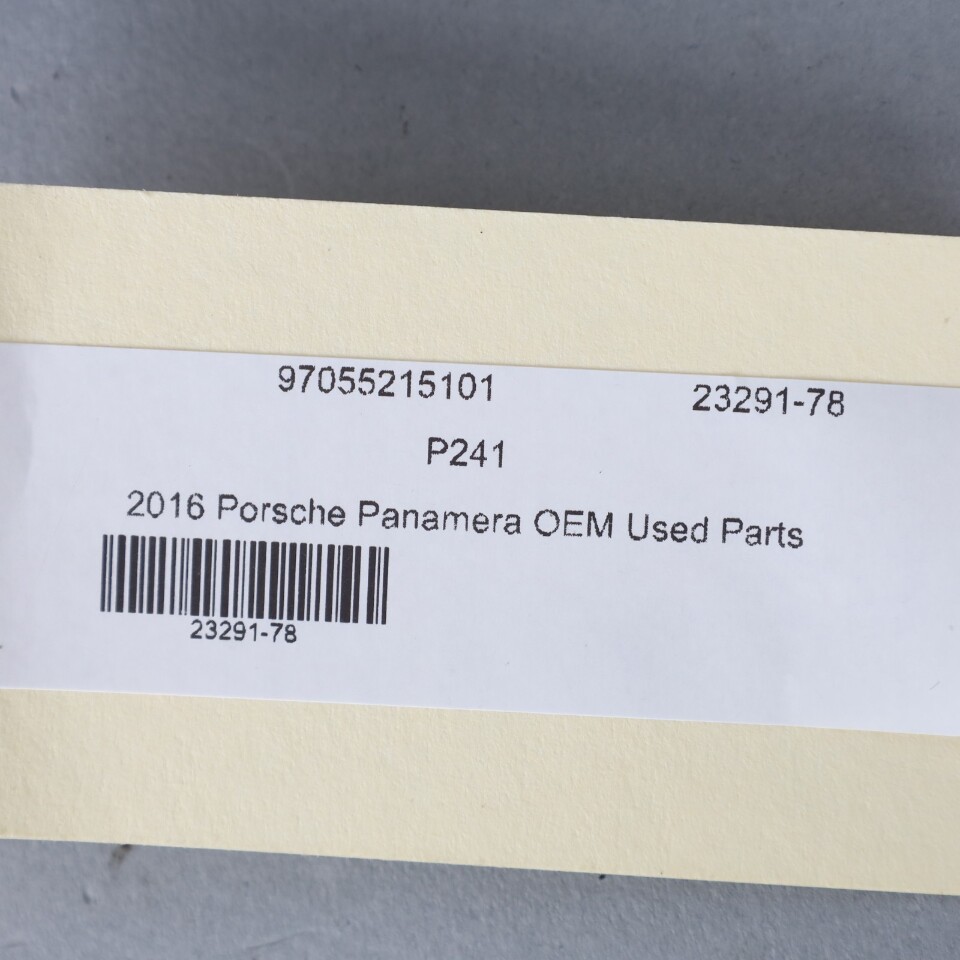 97055215101 23291-78
P241
2016 Porsche Panamera OEM Used Parts
23291-78